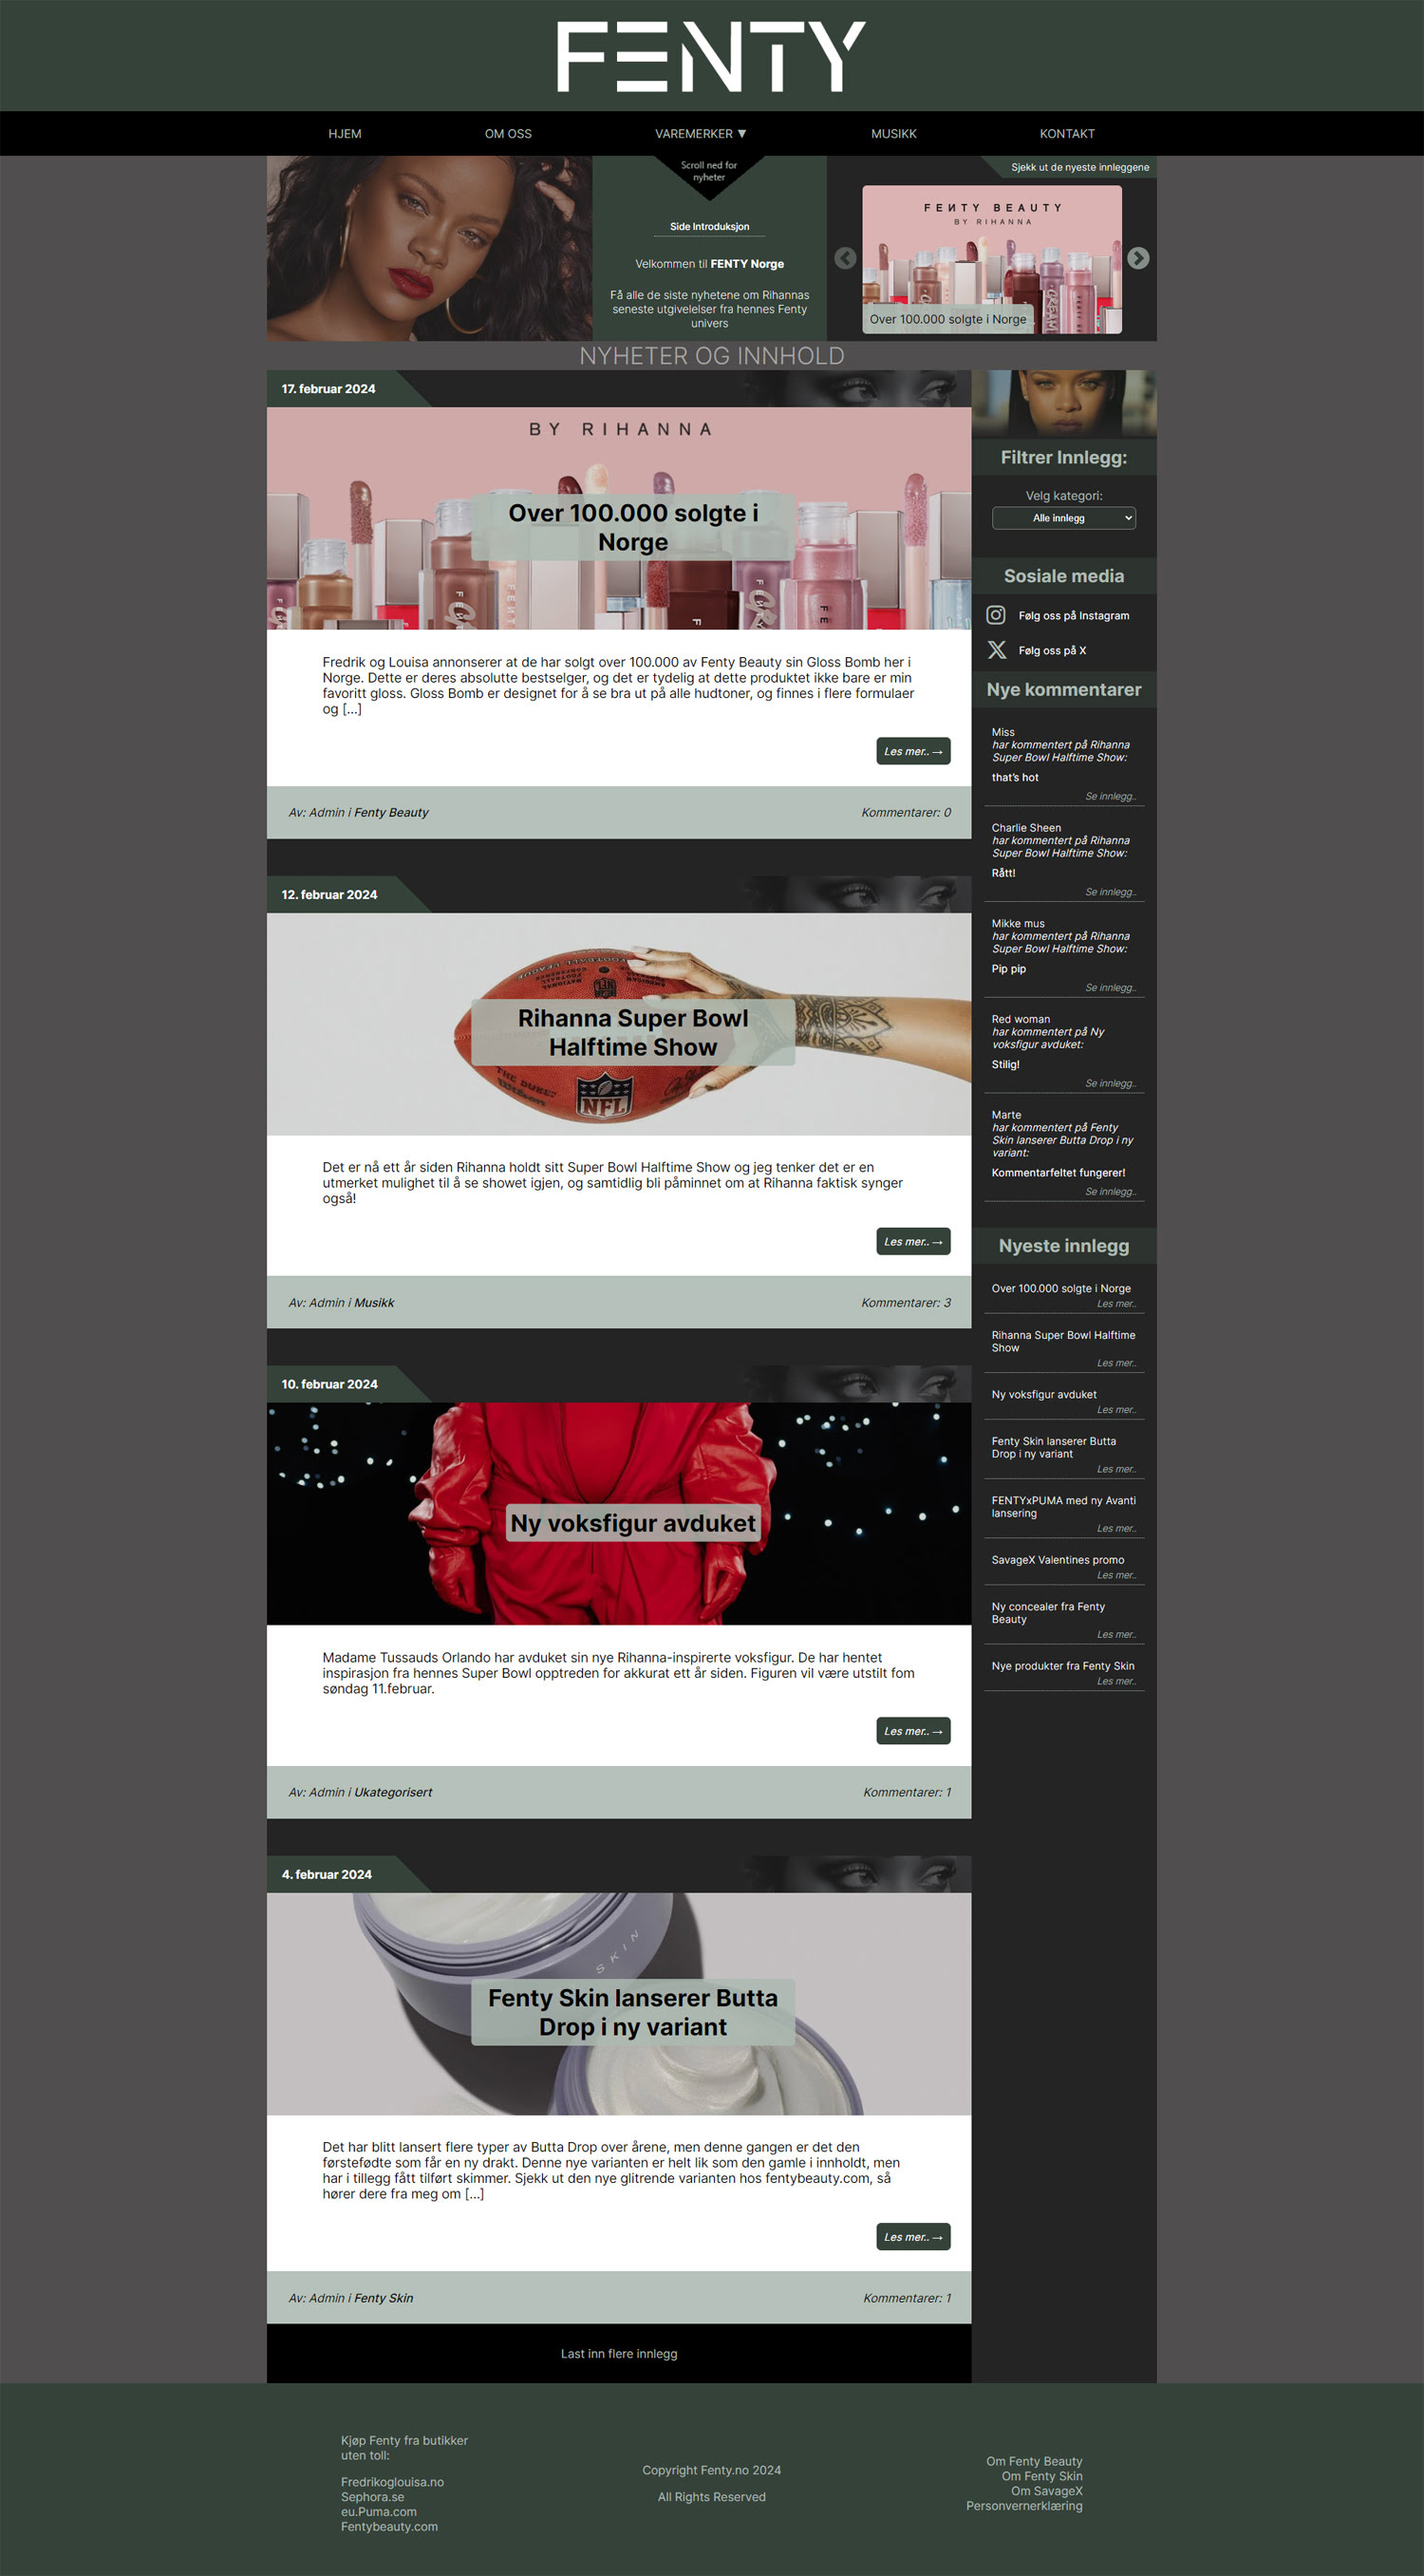 FENTY
HJEM
OM OSS
VAREMERKER ▼
MUSIKK
KONTAKT
Scroll ned for
nyheter
Side Introduksjon
Velkommen til FENTY Norge
Få alle de siste nyhetene om Rihannas
seneste utgivelser fra hennes Fenty
univers
Sjekk ut de nyeste innleggene
FENTY BEAUTY
BY RIHANNA
Over 100.000 solgte i Norge
NYHETER OG INNHOLD
17. februar 2024
BY RIHANNA
Over 100.000 solgte i
Norge
Fredrik og Louisa annonserer at de har solgt over 100.000 av Fenty Beauty sin Gloss Bomb her i
Norge. Dette er deres absolutte bestselger, og det er tydelig at dette produktet ikke bare er min
favoritt gloss. Gloss Bomb er designet for å se bra ut på alle hudtoner, og finnes i flere formulaer
og [...]
Les mer.. →
Av: Admin i Fenty Beauty
Kommentarer: 0
12. februar 2024
Rihanna Super Bowl
Halftime Show
THE DUKE
Wilson
NFL
Det er nå ett år siden Rihanna holdt sitt Super Bowl Halftime Show og jeg tenker det er en
utmerket mulighet til å se showet igjen, og samtidig bli påminnet om at Rihanna faktisk synger
også!
Les mer.. →
Av: Admin i Musikk
Kommentarer: 3
10. februar 2024
Ny voksfigur avduket
Madame Tussauds Orlando har avduket sin nye Rihanna-inspirerte voksfigur. De har hentet
inspirasjon fra hennes Super Bowl opptreden for akkurat ett år siden. Figuren vil være utstilt fom
søndag 11.februar.
Les mer.. →
Av: Admin i Ukategorisert
Kommentarer: 1
4. februar 2024
SKIN
Fenty Skin lanserer Butta
Drop i ny variant
Det har blitt lansert flere typer av Butta Drop over årene, men denne gangen er det den
førstefødte som får en ny drakt. Denne nye varianten er helt lik som den gamle i innholdt, men
har i tillegg fått tilført skimmer. Sjekk ut den nye glitrende varianten hos fentybeauty.com, så
hører dere fra meg om [...]
Les mer.. →
Av: Admin i Fenty Skin
Kommentarer: 1
Last inn flere innlegg
Filtrer Innlegg:
Velg kategori:
Alle innlegg
Sosiale media
Følg oss på Instagram
Følg oss på X
Nye kommentarer
Miss
har kommentert på Rihanna
Super Bowl Halftime Show:
that's hot
Se innlegg..
Charlie Sheen
har kommentert på Rihanna
Super Bowl Halftime Show:
Rått!
Se innlegg..
Mikke mus
har kommentert på Rihanna
Super Bowl Halftime Show:
Pip pip
Se innlegg..
Red woman
har kommentert på Ny
voksfigur avduket:
Stilig!
Se innlegg..
Marte
har kommentert på Fenty
Skin lanserer Butta Drop i ny
variant:
Kommentarfeltet fungerer!
Se innlegg..
Nyeste innlegg
Over 100.000 solgte i Norge
Les mer..
Rihanna Super Bowl Halftime
Show
Les mer..
Ny voksfigur avduket
Les mer..
Fenty Skin lanserer Butta
Drop i ny variant
Les mer..
FENTYxPUMA med ny Avanti
lansering
Les mer..
SavageX Valentines promo
Les mer..
Ny concealer fra Fenty
Beauty
Les mer..
Nye produkter fra Fenty Skin
Les mer..
Kjøp Fenty fra butikker
uten toll:
Fredrikoglouisa.no
Sephora.se
eu.Puma.com
Fentybeauty.com
Copyright Fenty.no 2024
All Rights Reserved
Om Fenty Beauty
Om Fenty Skin
Om SavageX
Personvernerklæring